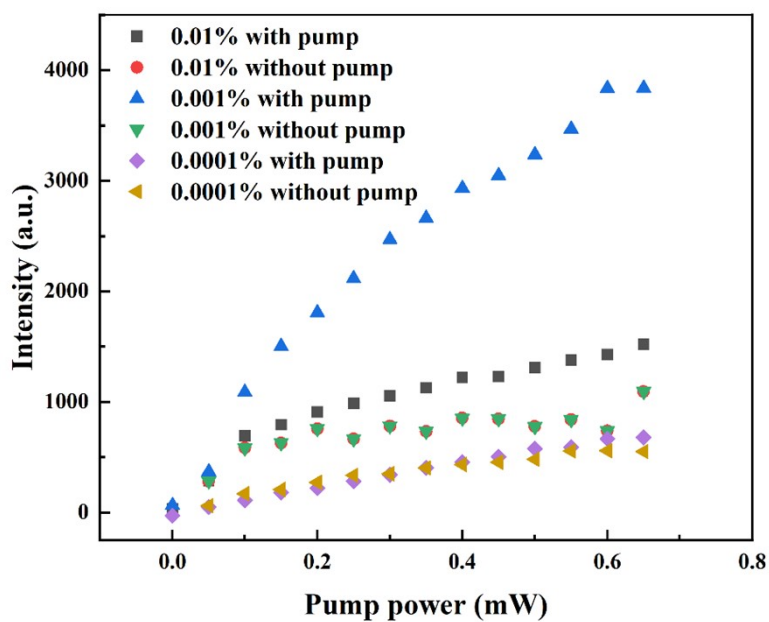 0.01% with pump
0.01% without pump
0.001% with pump
0.001% without pump
0.0001% with pump
0.0001% without pump
4000
3000
2000
1000
0
Intensity (a.u.)
0.0 0.2 0.4 0.6 0.8
Pump power (mW)